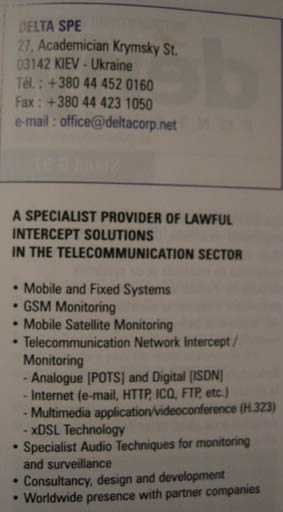 DELTA SPE
27, Academician Krymsky St.
03142 KIEV - Ukraine
Tél. : +380 44 452 0160
Fax : +380 44 423 1050
e-mail : office@deltacorp.net
A SPECIALIST PROVIDER OF LAWFUL
INTERCEPT SOLUTIONS
IN THE TELECOMMUNICATION SECTOR
• Mobile and Fixed Systems
• GSM Monitoring
• Mobile Satellite Monitoring
• Telecommunication Network Intercept /
Monitoring
- Analogue [POTS] and Digital [ISDN]
- Internet (e-mail, HTTP, ICQ, FTP, etc.)
- Multimedia application/videoconference (H.323)
- xDSL Technology
• Specialist Audio Techniques for monitoring
and surveillance
• Consultancy, design and development
• Worldwide presence with partner companies